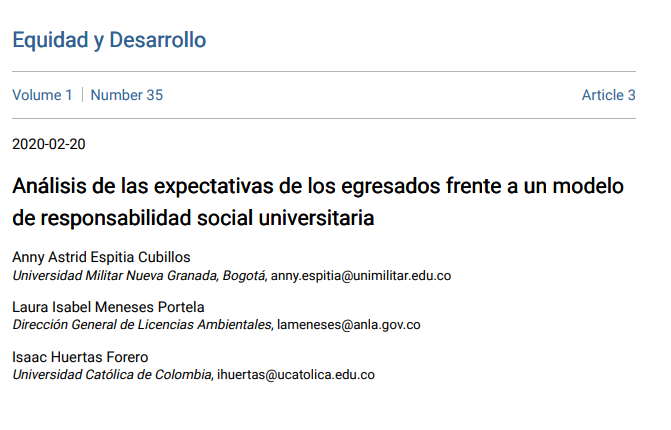 Equidad y Desarrollo
Volume 1 | Number 35 Article 3
2020-02-20
Análisis de las expectativas de los egresados frente a un modelo
de responsabilidad social universitaria
Anny Astrid Espitia Cubillos
Universidad Militar Nueva Granada, Bogotá, anny.espitia@unimilitar.edu.co
Laura Isabel Meneses Portela
Dirección General de Licencias Ambientales, lameneses@anla.gov.co
Isaac Huertas Forero
Universidad Católica de Colombia, ihuertas@ucatolica.edu.co